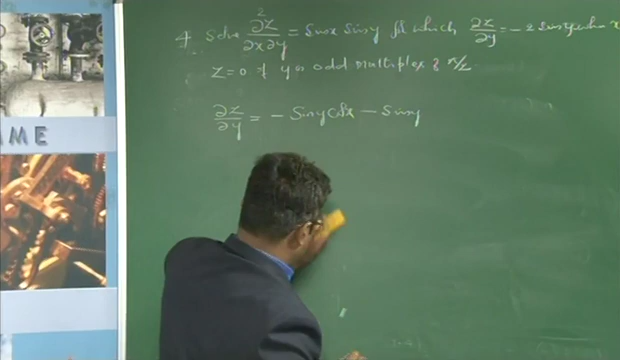 4. Solve ∂²z/∂x∂y = sinx siny for which ∂z/∂y = -2 siny when x
z=0 if y is odd multiple of π/2
∂z/∂y = - siny cosx - siny
ME